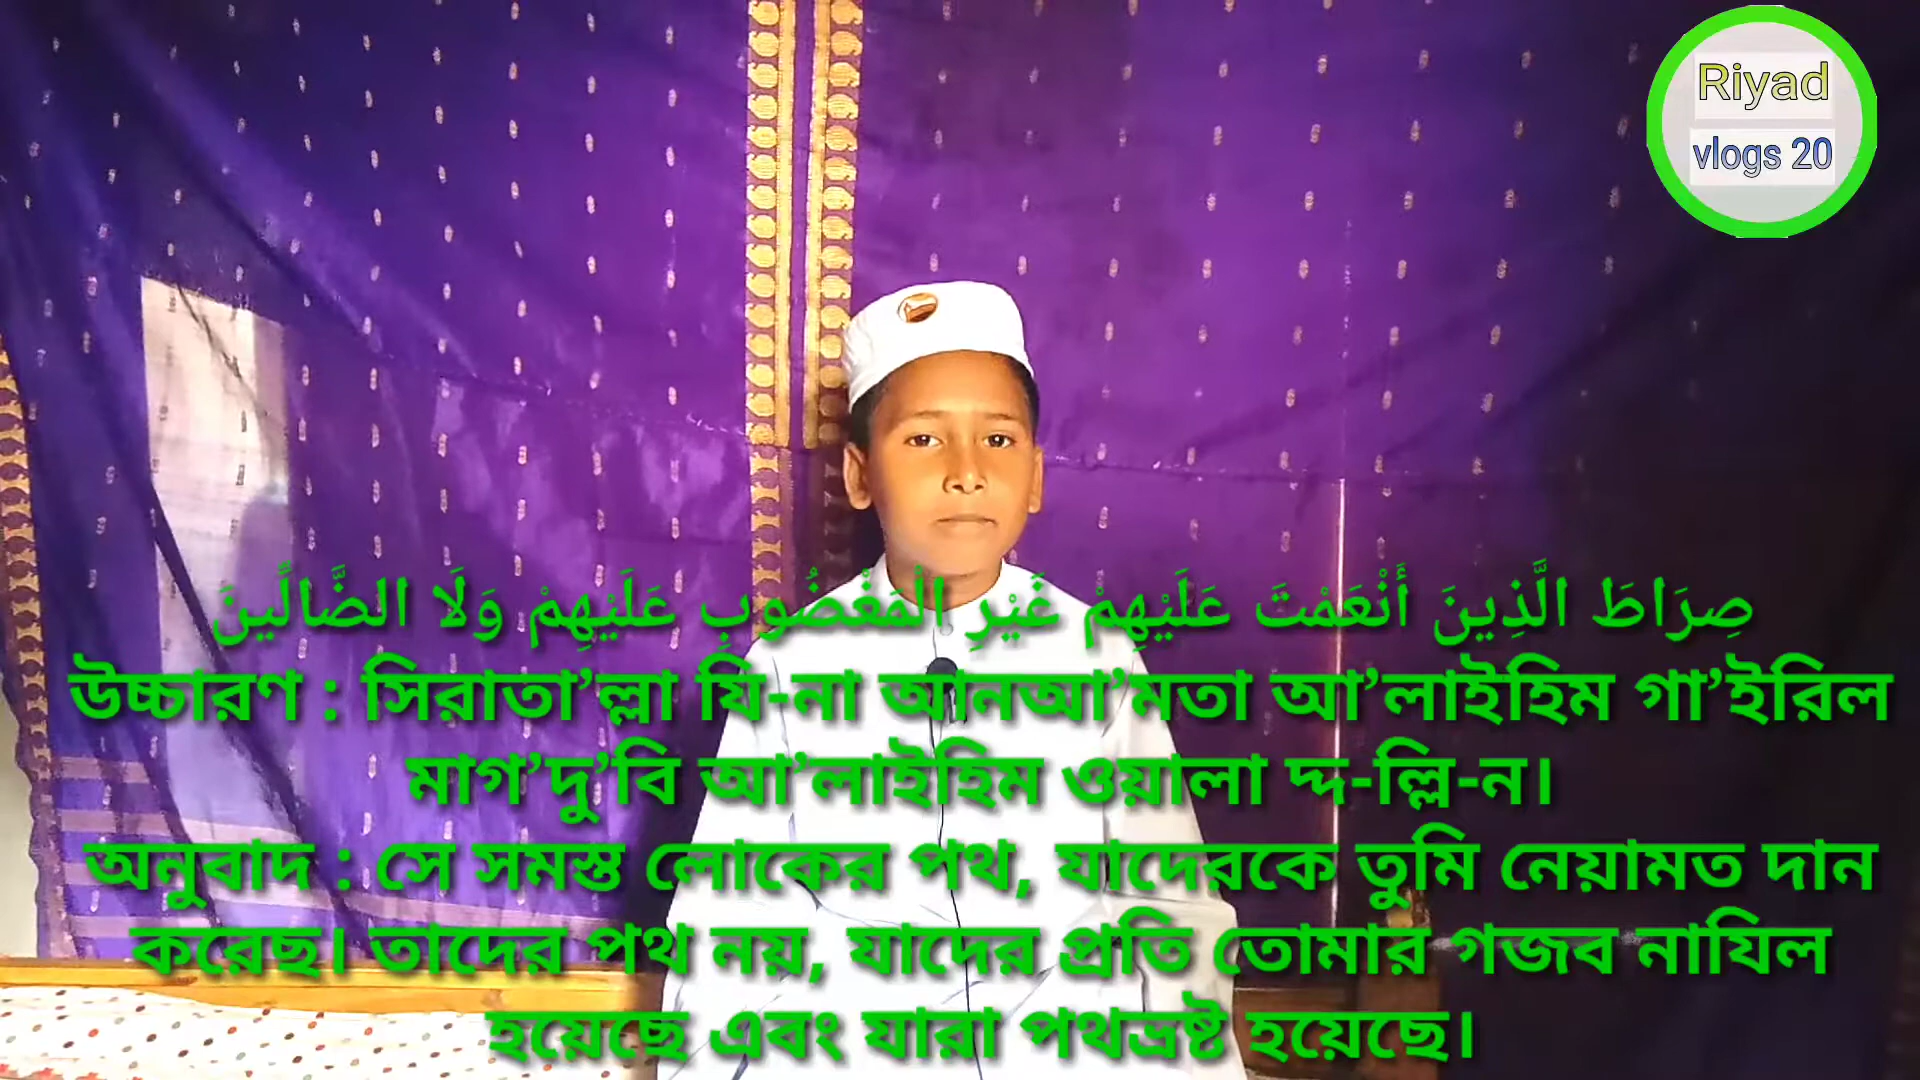 Riyad
vlogs 20
صِرَاطَ الَّذِينَ أَنْعَمْتَ عَلَيْهِمْ غَيْرِ الْمَغْضُوبِ عَلَيْهِمْ وَلَا الضَّالِّينَ
উচ্চারণ : সিরাতা’ল্লা যি-না আনআ’মতা আ’লাইহিম গা’ইরিল
মাগ’দু’বি আ’লাইহিম ওয়ালা দ্দ-ল্লি-ন।
অনুবাদ : সে সমস্ত লোকের পথ, যাদেরকে তুমি নেয়ামত দান
করেছ। তাদের পথ নয়, যাদের প্রতি তোমার গজব নাযিল
হয়েছে এবং যারা পথভ্রষ্ট হয়েছে।